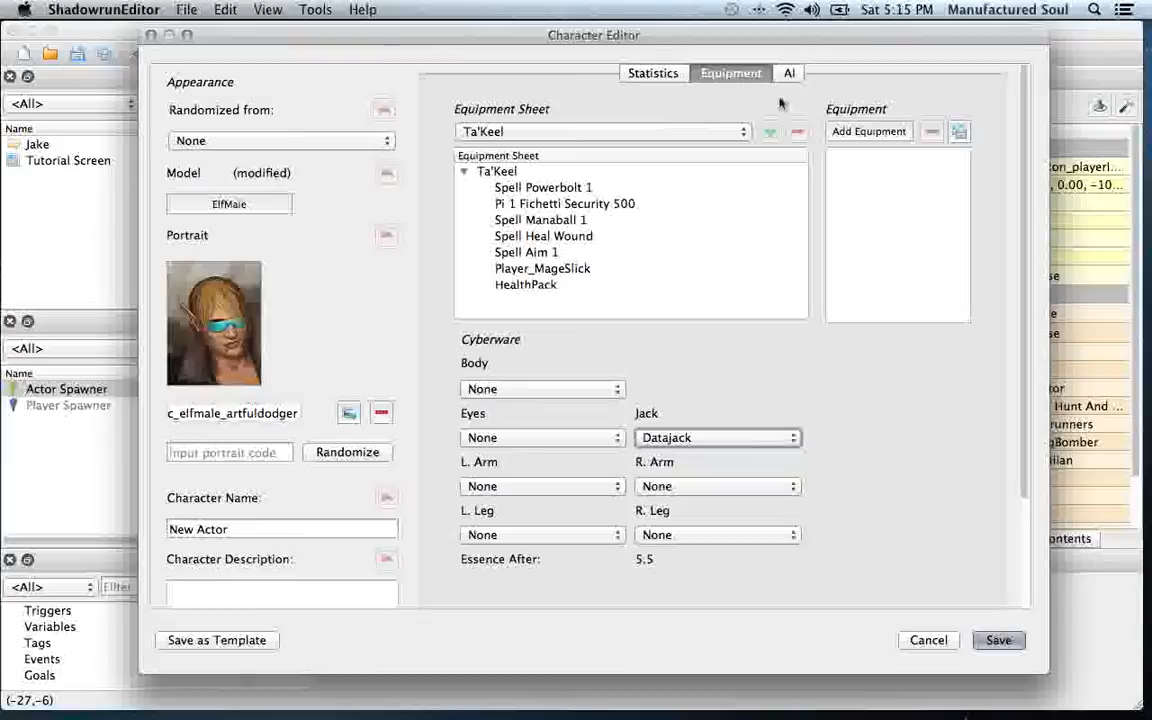 ShadowrunEditor File Edit View Tools Help Sat 5:15 PM Manufactured Soul
Character Editor
<All>
Name
Jake
Tutorial Screen
<All>
Name
Actor Spawner
Player Spawner
<All> Filter
Triggers
Variables
Tags
Events
Goals
(-27,-6)
Appearance
Randomized from:
None
Model (modified)
ElfMale
Portrait
c_elfmale_artfuldodger
Input portrait code Randomize
Character Name:
New Actor
Character Description:
Save as Template
Statistics Equipment AI
Equipment Sheet
Ta'Keel
Equipment Sheet
Ta'Keel
Spell Powerbolt 1
Pi 1 Fichetti Security 500
Spell Manaball 1
Spell Heal Wound
Spell Aim 1
Player_MageSlick
HealthPack
Equipment
Add Equipment
Cyberware
Body
None
Eyes Jack
None Datajack
L. Arm R. Arm
None None
L. Leg R. Leg
None None
Essence After: 5.5
Cancel Save
0.00, -10...
Hunt And ...